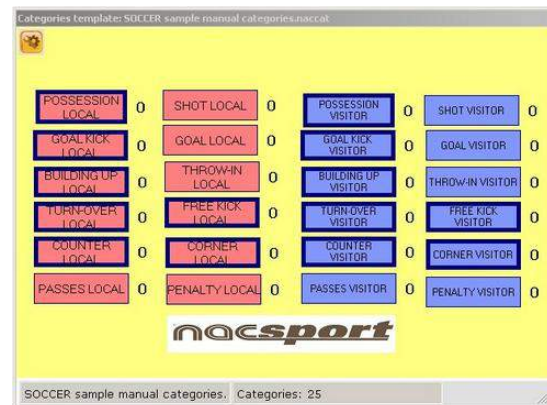 Categories template: SOCCER sample manual categories.naccat
POSSESSION LOCAL 0 SHOT LOCAL 0 POSSESSION VISITOR 0 SHOT VISITOR 0
GOAL KICK LOCAL 0 GOAL LOCAL 0 GOAL KICK VISITOR 0 GOAL VISITOR 0
BUILDING UP LOCAL 0 THROW-IN LOCAL 0 BUILDING UP VISITOR 0 THROW-IN VISITOR 0
TURN-OVER LOCAL 0 FREE KICK LOCAL 0 TURN-OVER VISITOR 0 FREE KICK VISITOR 0
COUNTER LOCAL 0 CORNER LOCAL 0 COUNTER VISITOR 0 CORNER VISITOR 0
PASSES LOCAL 0 PENALTY LOCAL 0 PASSES VISITOR 0 PENALTY VISITOR 0
nacsport
SOCCER sample manual categories. Categories: 25